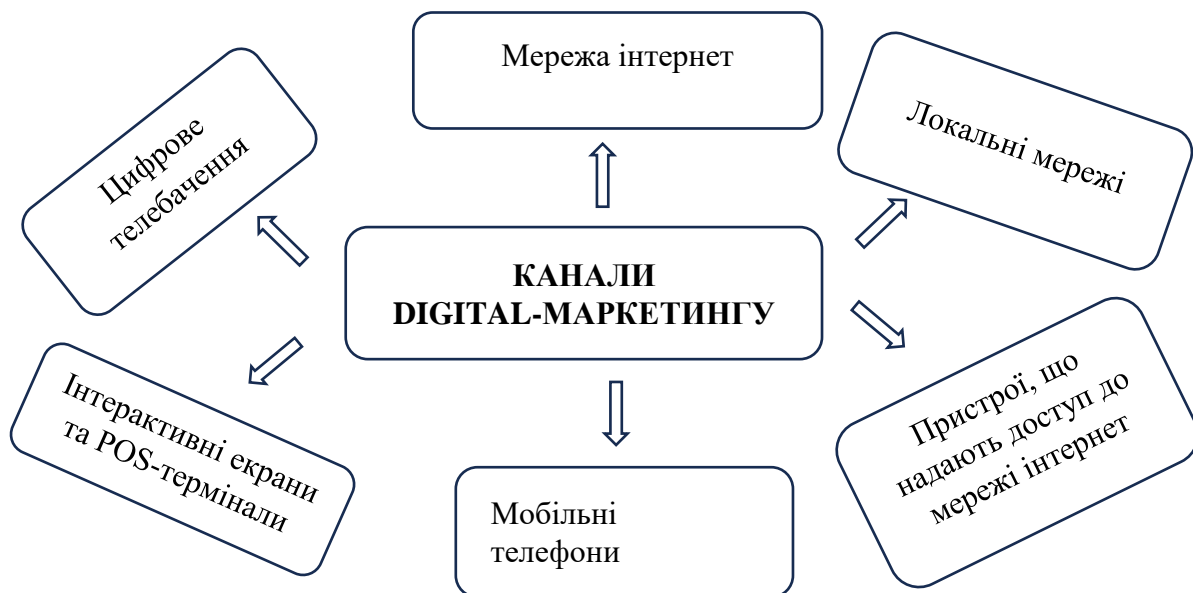 Мережа інтернет
Цифрове
телебачення
Локальні мережі
КАНАЛИ
DIGITAL-МАРКЕТИНГУ
Інтерактивні екрани
та POS-термінали
Пристрої, що
надають доступ до
мережі інтернет
Мобільні
телефони